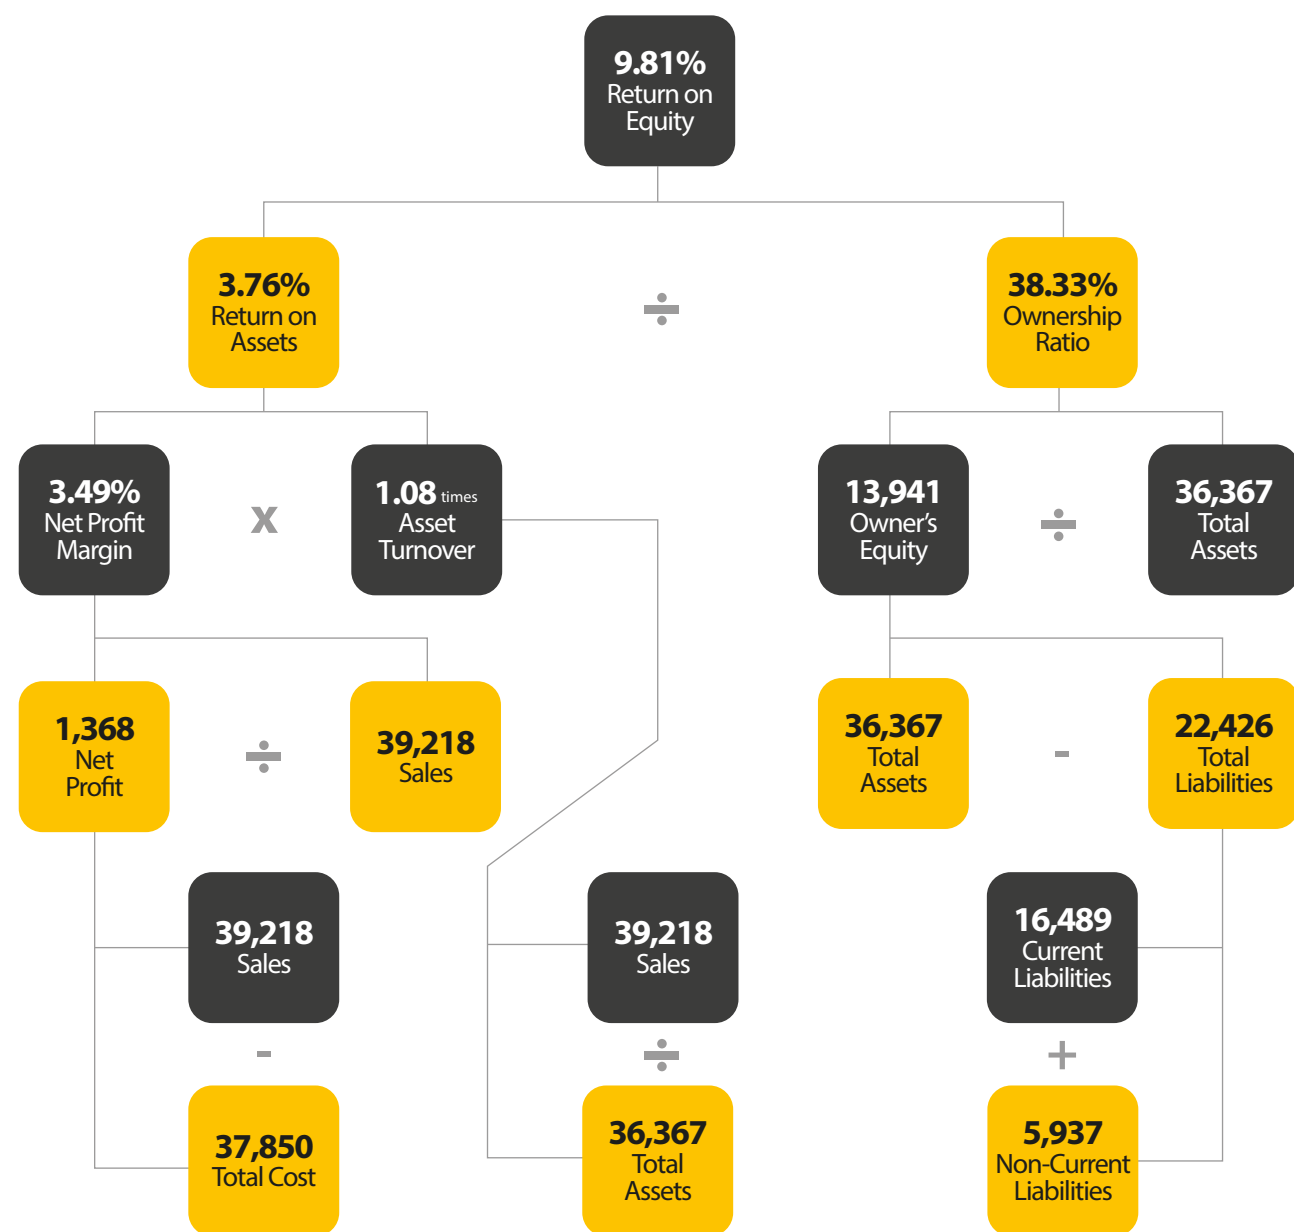 9.81%
Return on
Equity
3.76%
Return on
Assets
÷
38.33%
Ownership
Ratio
3.49%
Net Profit
Margin
x
1.08 times
Asset
Turnover
13,941
Owner's
Equity
÷
36,367
Total
Assets
1,368
Net
Profit
÷
39,218
Sales
36,367
Total
Assets
-
22,426
Total
Liabilities
39,218
Sales
-
37,850
Total Cost
39,218
Sales
÷
36,367
Total
Assets
16,489
Current
Liabilities
+
5,937
Non-Current
Liabilities